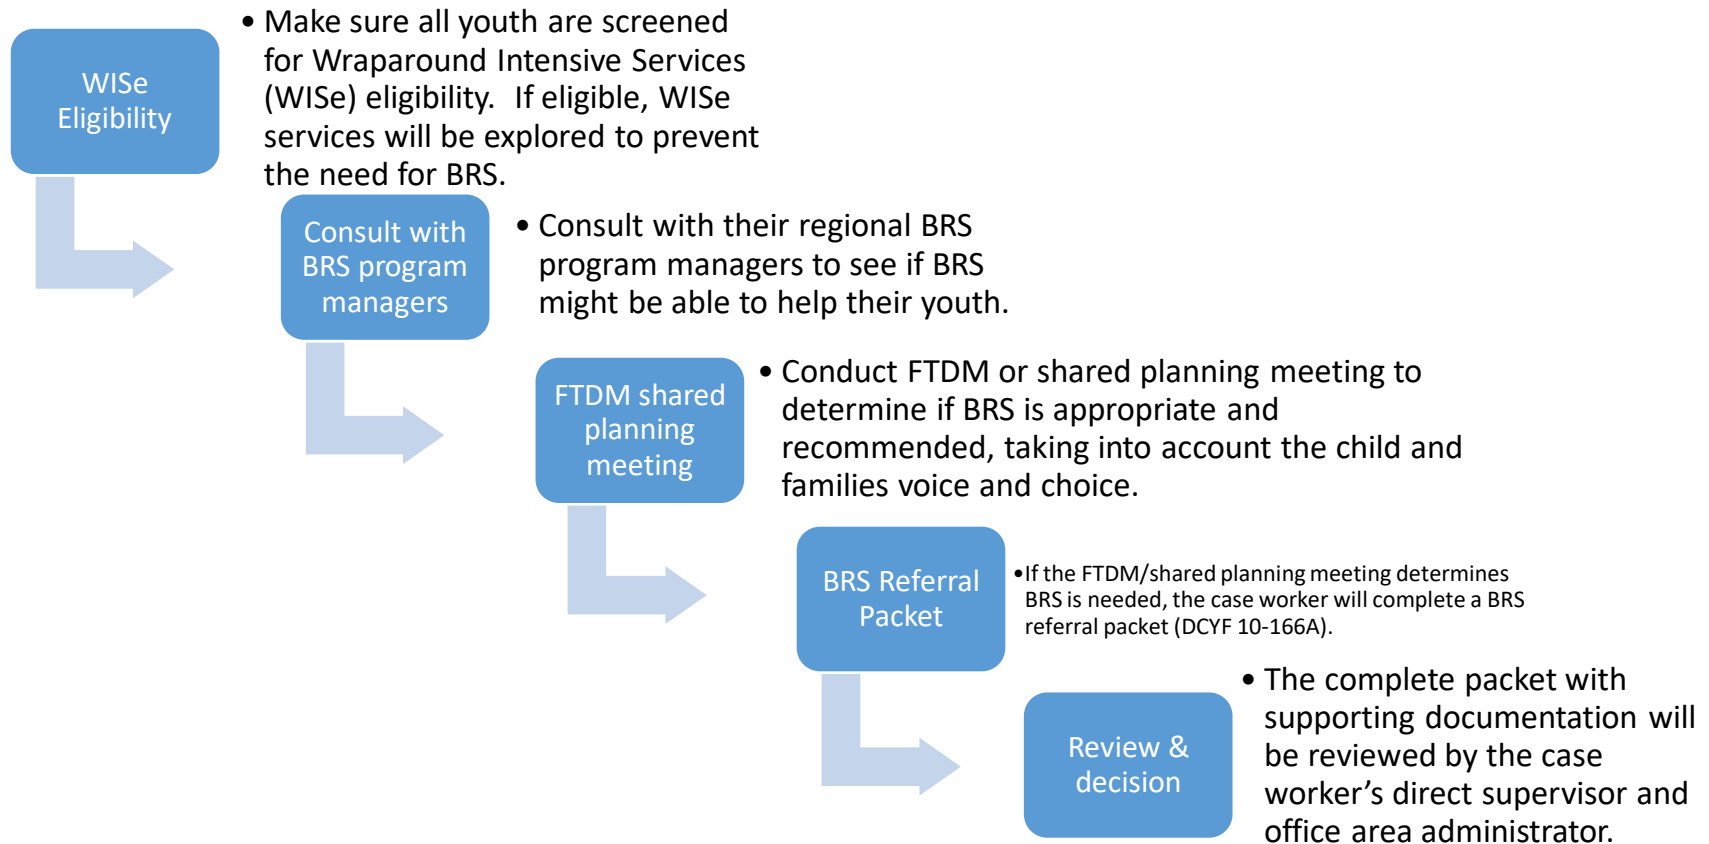 WISe
Eligibility
• Make sure all youth are screened
for Wraparound Intensive Services
(WISe) eligibility.  If eligible, WISe
services will be explored to prevent
the need for BRS.
Consult with
BRS program
managers
• Consult with their regional BRS
program managers to see if BRS
might be able to help their youth.
FTDM shared
planning
meeting
• Conduct FTDM or shared planning meeting to
determine if BRS is appropriate and
recommended, taking into account the child and
families voice and choice.
BRS Referral
Packet
•If the FTDM/shared planning meeting determines
BRS is needed, the case worker will complete a BRS
referral packet (DCYF 10-166A).
Review &
decision
• The complete packet with
supporting documentation will
be reviewed by the case
worker’s direct supervisor and
office area administrator.